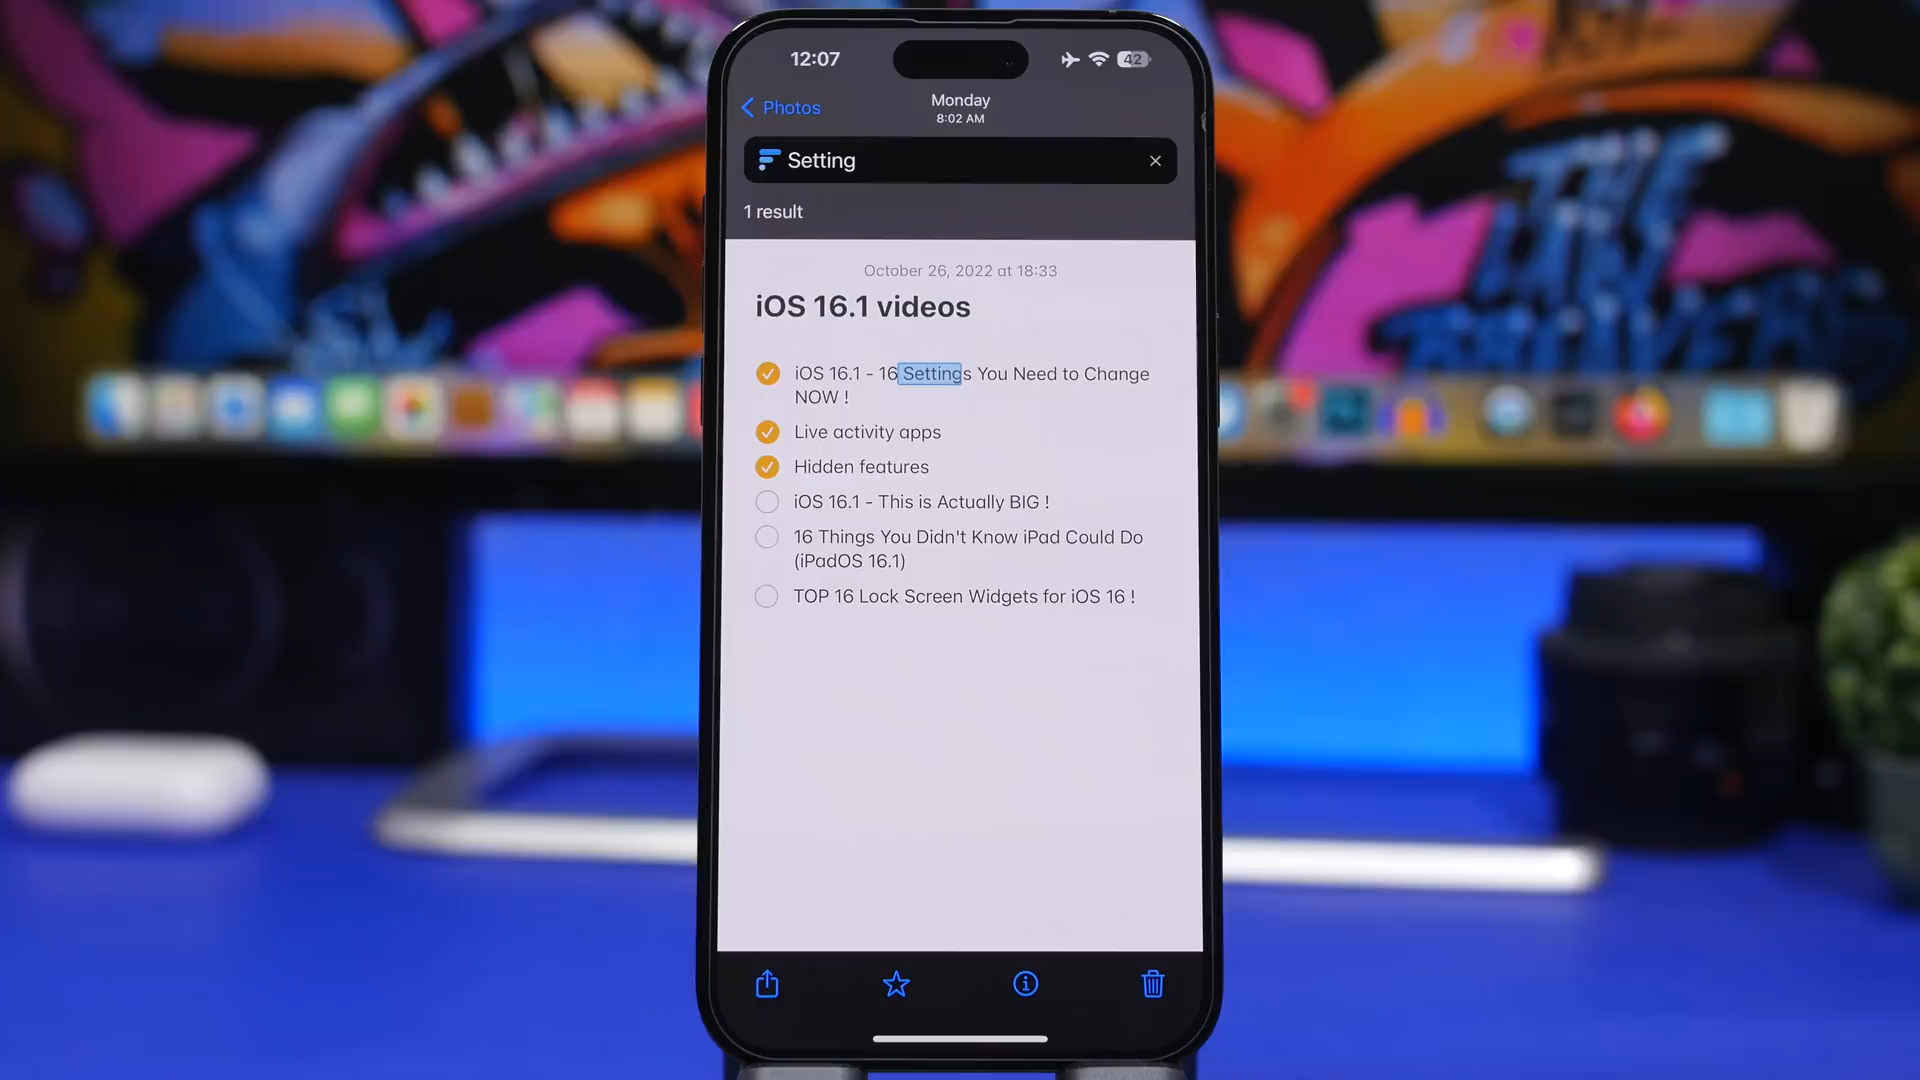 12:07
42
Photos
Monday
8:02 AM
Setting
1 result
October 26, 2022 at 18:33
iOS 16.1 videos
iOS 16.1 - 16 Settings You Need to Change
NOW !
Live activity apps
Hidden features
iOS 16.1 - This is Actually BIG !
16 Things You Didn't Know iPad Could Do
(iPadOS 16.1)
TOP 16 Lock Screen Widgets for iOS 16 !
THE